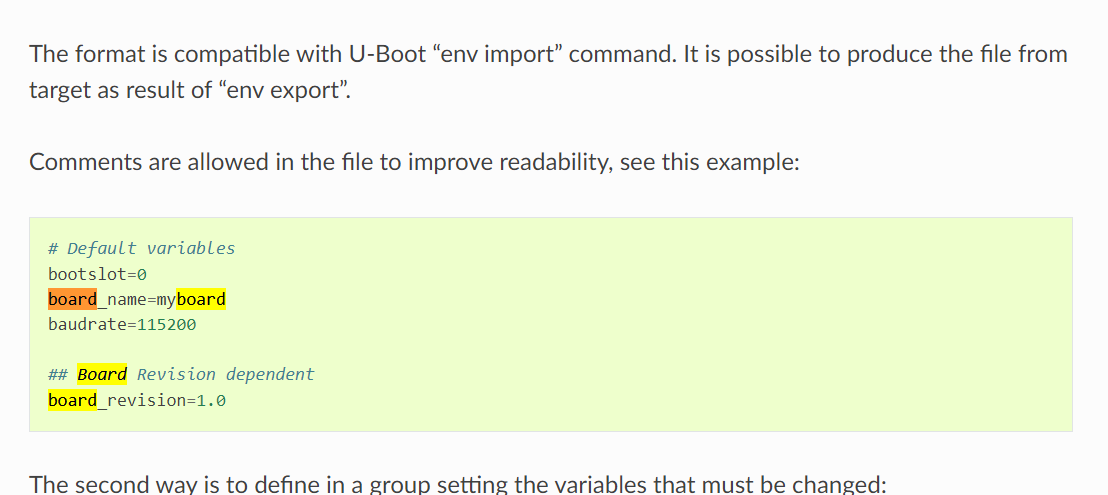 The format is compatible with U-Boot “env import” command. It is possible to produce the file from
target as result of “env export”.
Comments are allowed in the file to improve readability, see this example:
# Default variables
bootslot=0
board_name=myboard
baudrate=115200
## Board Revision dependent
board_revision=1.0
The second way is to define in a group setting the variables that must be changed: